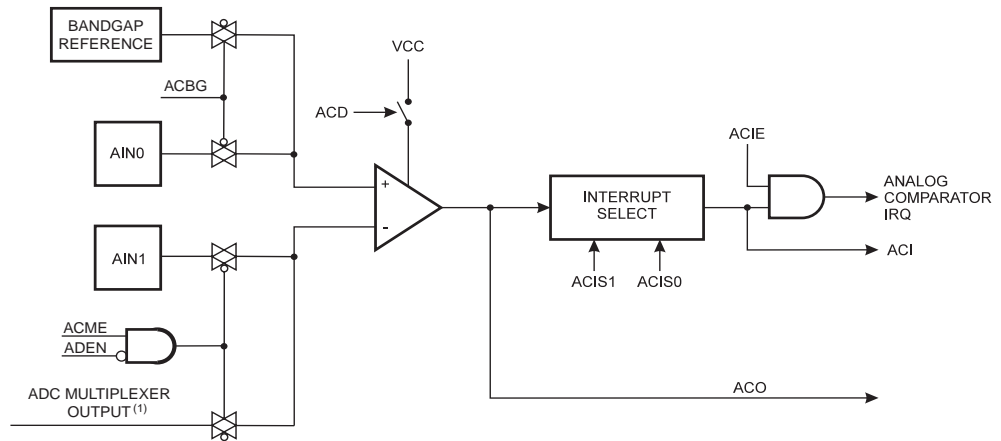 BANDGAP
REFERENCE
ACBG
AIN0
AIN1
ACME
ADEN
ADC MULTIPLEXER
OUTPUT (1)
VCC
ACD
+
-
INTERRUPT
SELECT
ACIS1 ACIS0
ACIE
ANALOG
COMPARATOR
IRQ
ACI
ACO